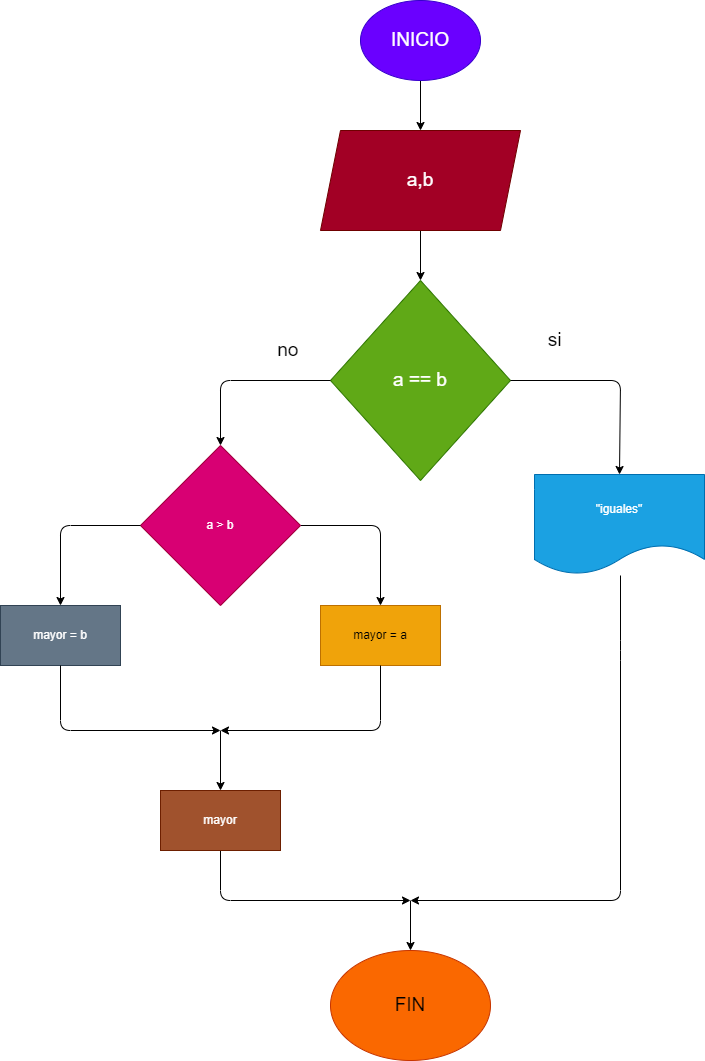 INICIO
a,b
no
si
a == b
"iguales"
a > b
mayor = b
mayor = a
mayor
FIN